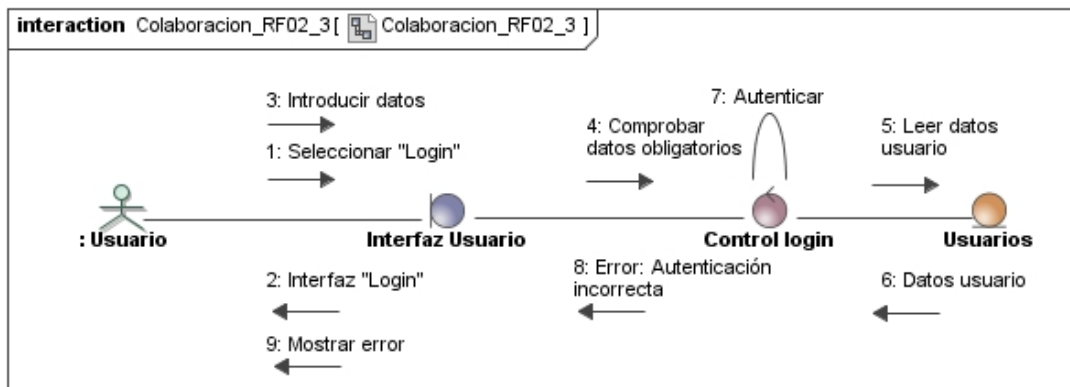 interaction Colaboracion_RF02_3[ Colaboracion_RF02_3 ]
3: Introducir datos
7: Autenticar
4: Comprobar
datos obligatorios
5: Leer datos
usuario
1: Seleccionar "Login"
: Usuario
Interfaz Usuario
Control login
Usuarios
2: Interfaz "Login"
8: Error: Autenticación
incorrecta
6: Datos usuario
9: Mostrar error